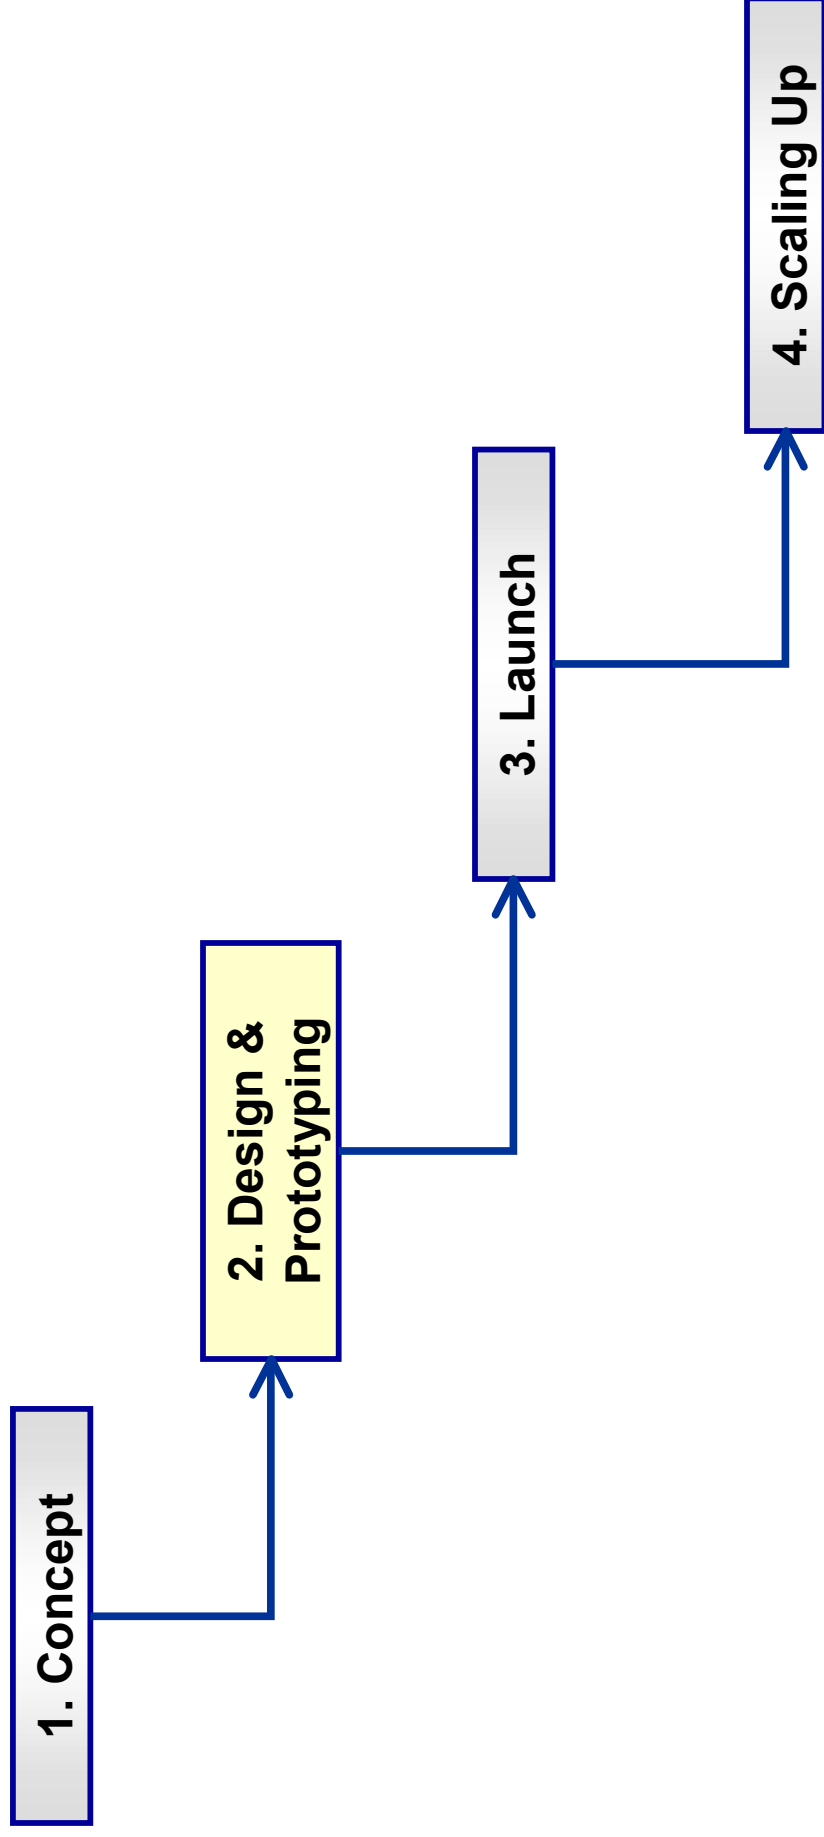 1. Concept
2. Design &
Prototyping
3. Launch
4. Scaling Up